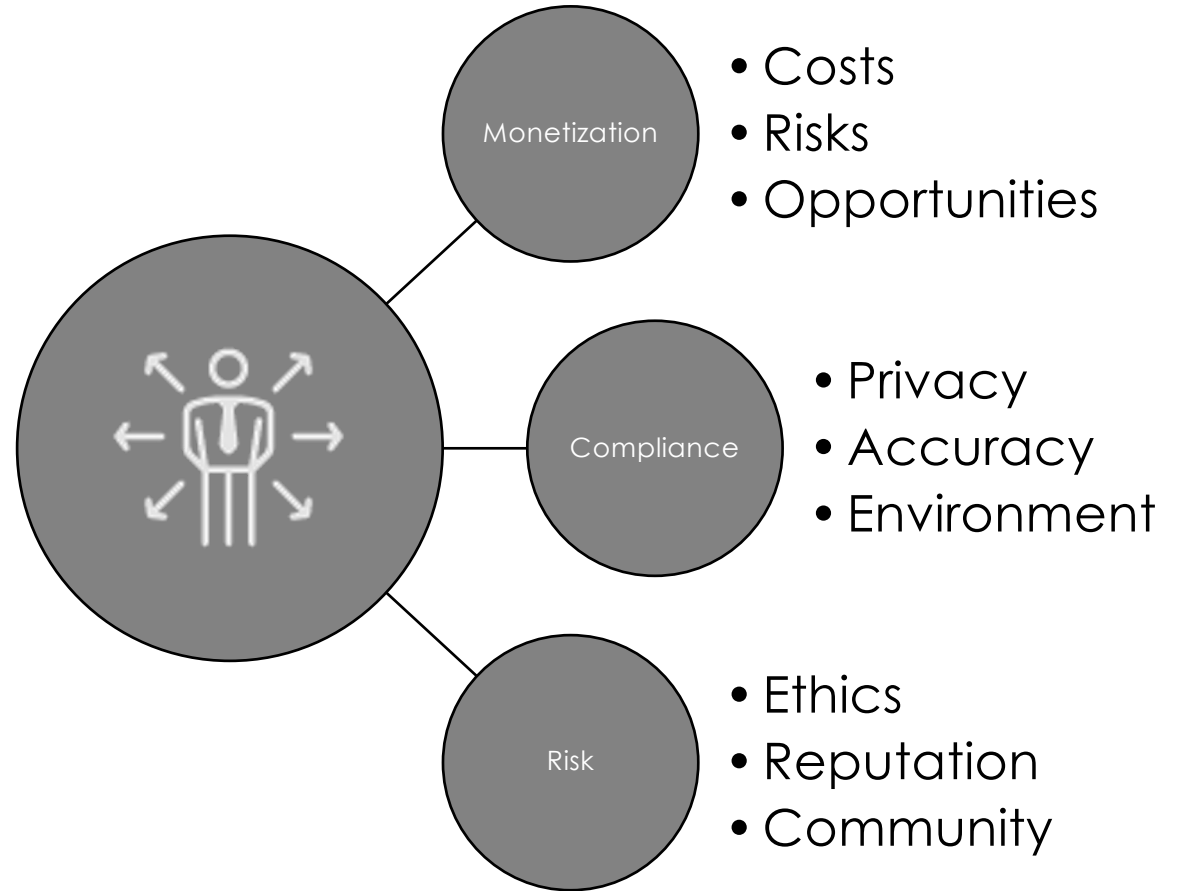 Monetization
• Costs
• Risks
• Opportunities
Compliance
• Privacy
• Accuracy
• Environment
Risk
• Ethics
• Reputation
• Community